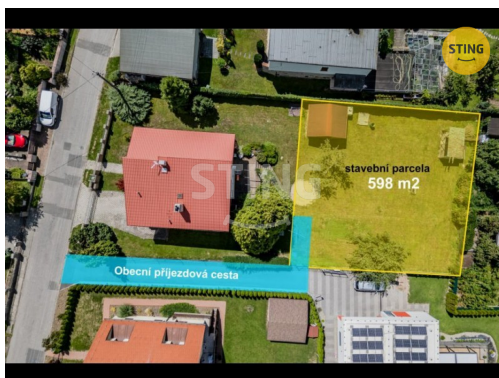 STING
stavební parcela
598 m2
STING
Obecní příjezdová cesta